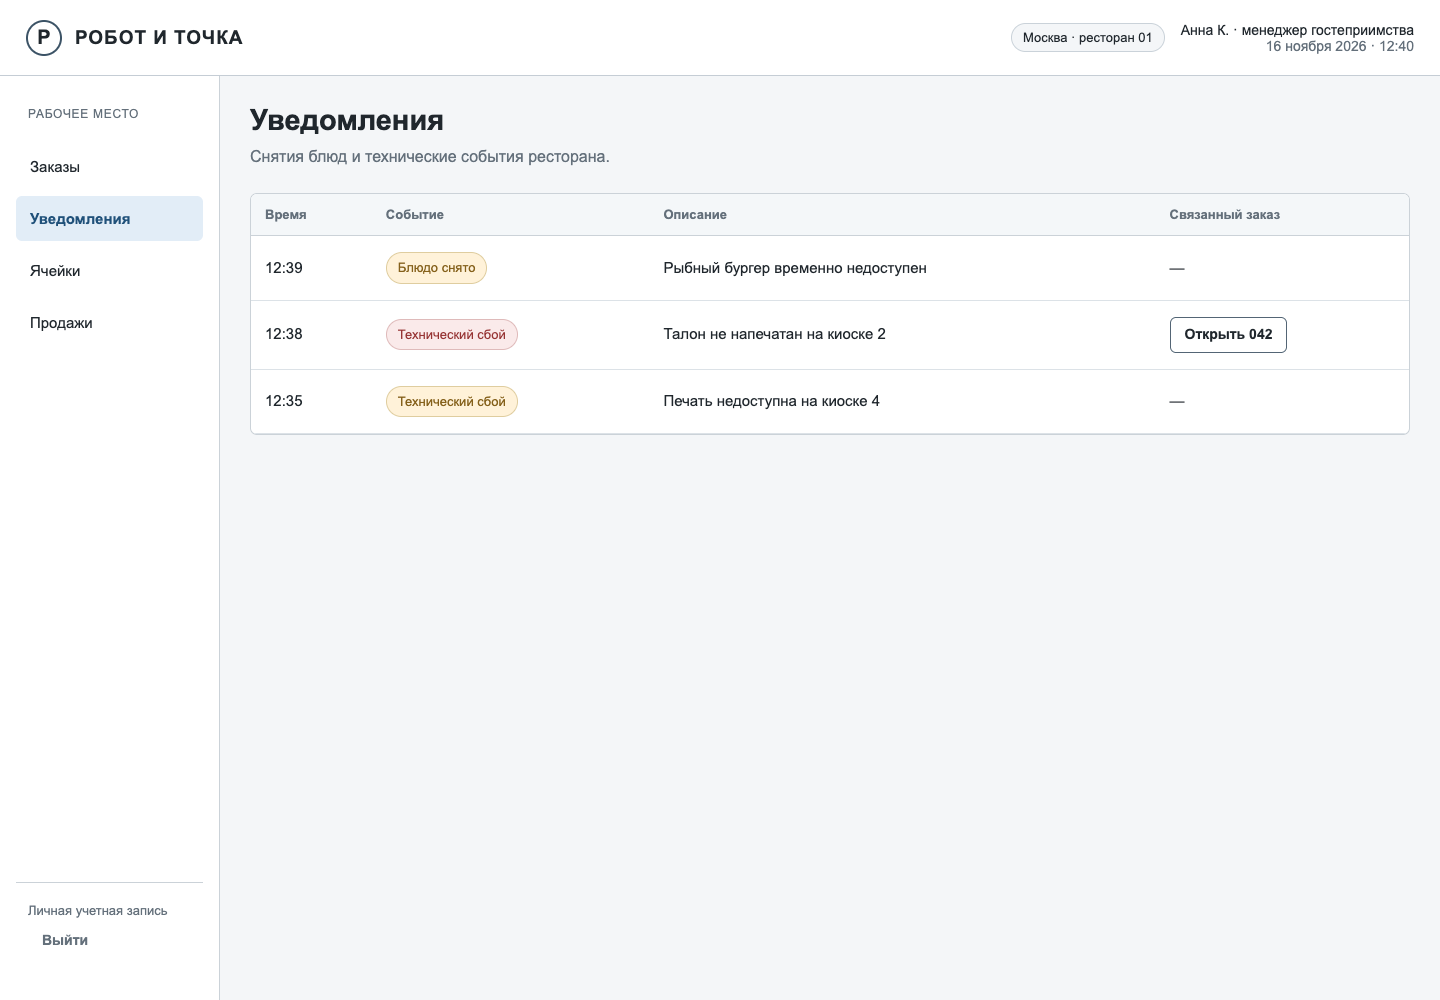 Р РОБОТ И ТОЧКА
Москва · ресторан 01
Анна К. · менеджер гостеприимства
16 ноября 2026 · 12:40
РАБОЧЕЕ МЕСТО
Заказы
Уведомления
Ячейки
Продажи
Личная учетная запись
Выйти
Уведомления
Снятия блюд и технические события ресторана.
Время Событие Описание Связанный заказ
12:39 Блюдо снято Рыбный бургер временно недоступен —
12:38 Технический сбой Талон не напечатан на киоске 2 Открыть 042
12:35 Технический сбой Печать недоступна на киоске 4 —